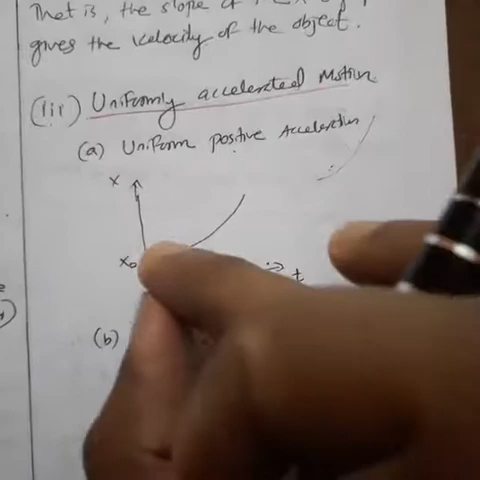 That is, the slope of
gives the velocity of the object.
(iii) Uniformly accelerated Motion
(a) Uniform positive Acceleration
x
x₀
t
(b)